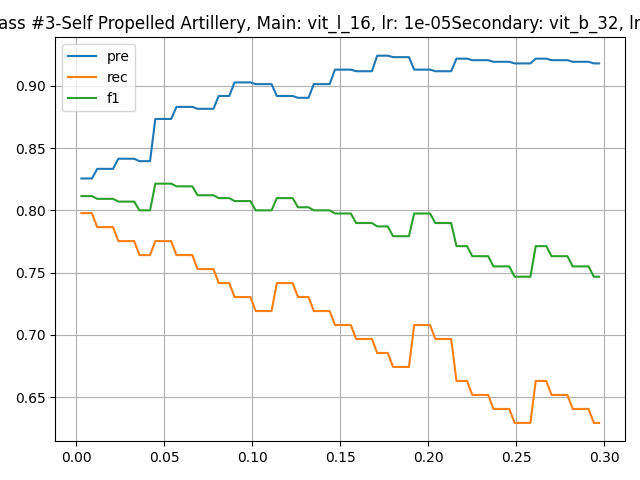 ass #3-Self Propelled Artillery, Main: vit_l_16, lr: 1e-05Secondary: vit_b_32, lr
pre
rec
f1
0.90
0.85
0.80
0.75
0.70
0.65
0.00 0.05 0.10 0.15 0.20 0.25 0.30